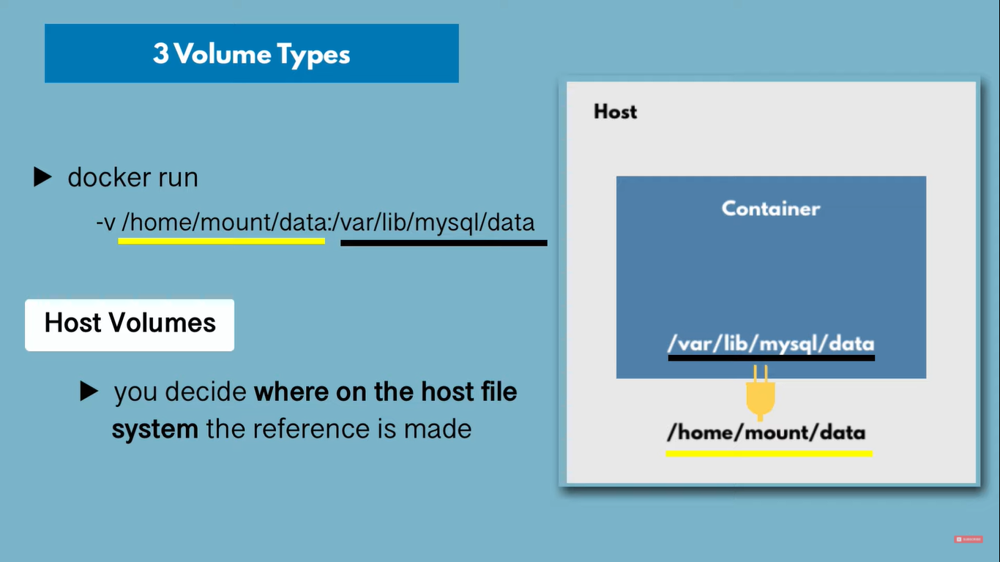 3 Volume Types
docker run
-v /home/mount/data:/var/lib/mysql/data
Host Volumes
you decide where on the host file
system the reference is made
Host
Container
/var/lib/mysql/data
/home/mount/data
SUBSCRIBE